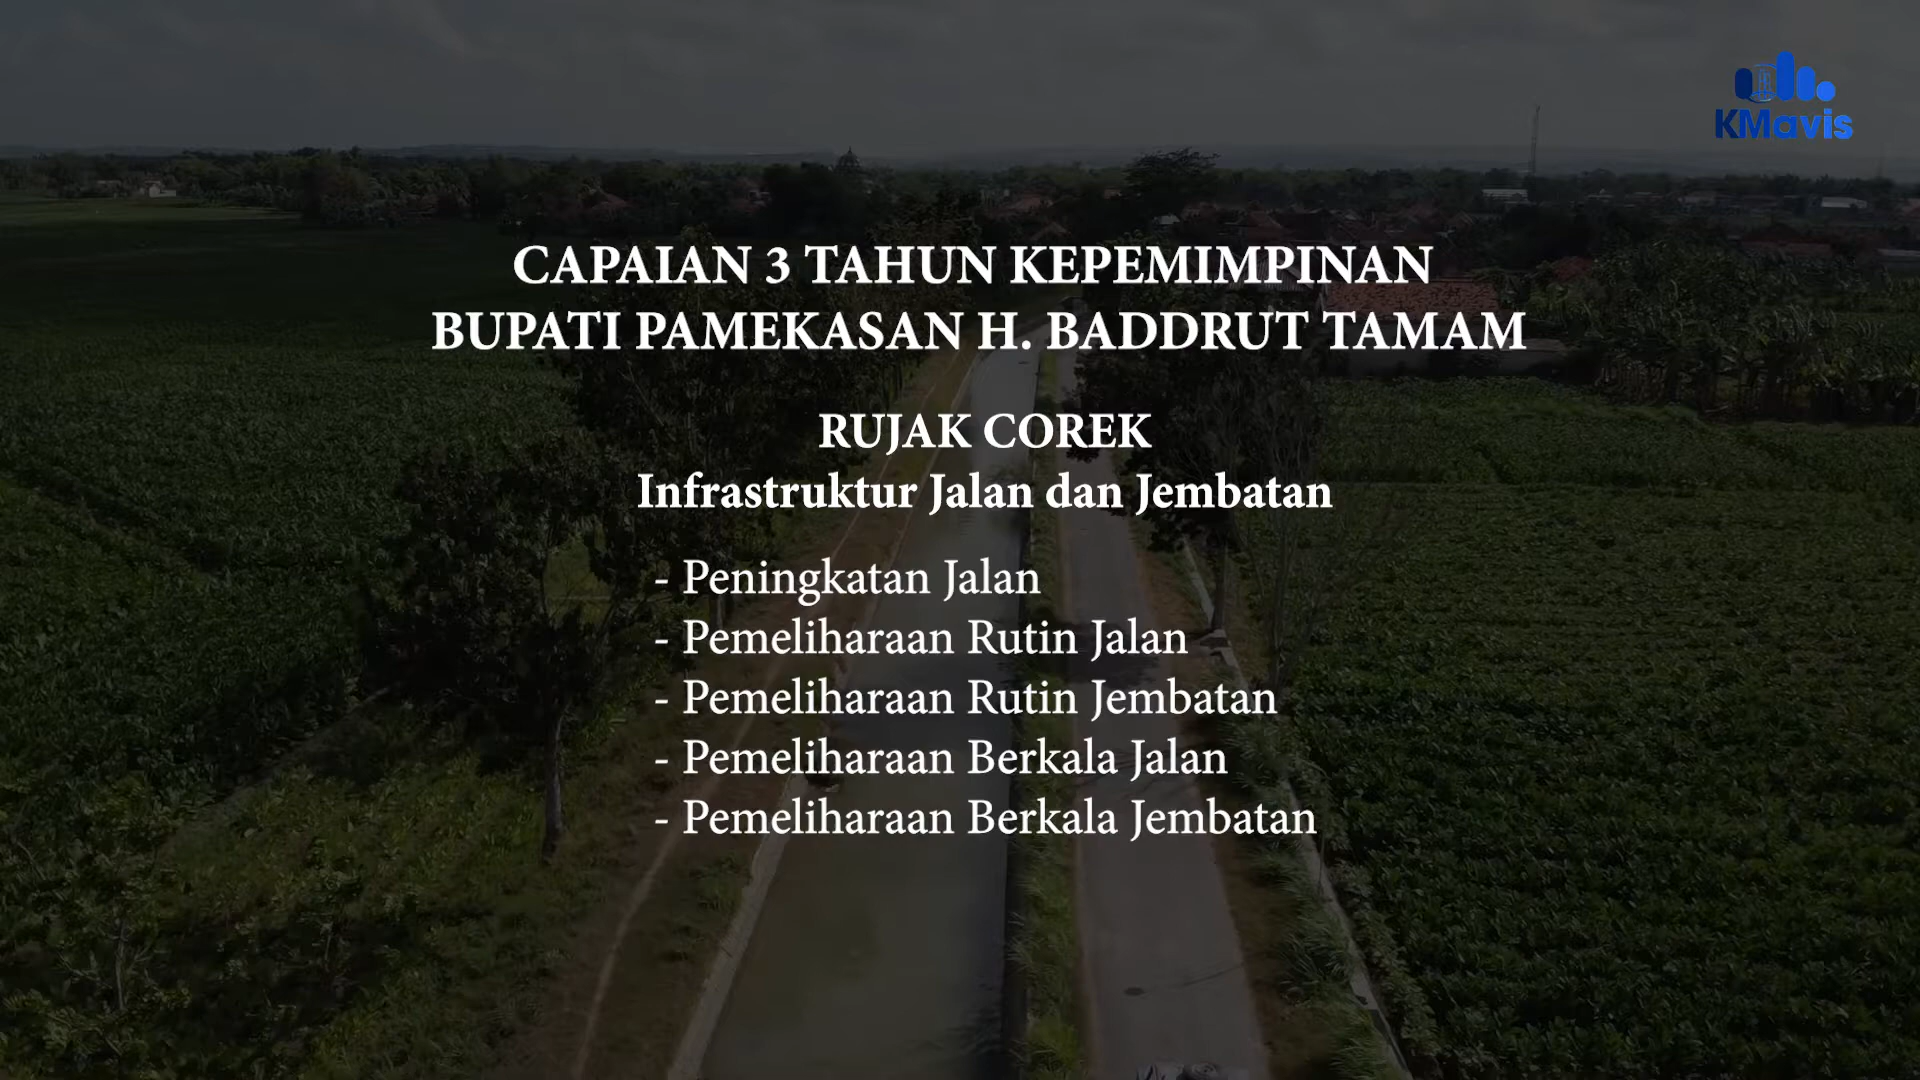 KMavis
CAPAIAN 3 TAHUN KEPEMIMPINAN
BUPATI PAMEKASAN H. BADDRUT TAMAM
RUJAK COREK
Infrastruktur Jalan dan Jembatan
- Peningkatan Jalan
- Pemeliharaan Rutin Jalan
- Pemeliharaan Rutin Jembatan
- Pemeliharaan Berkala Jalan
- Pemeliharaan Berkala Jembatan